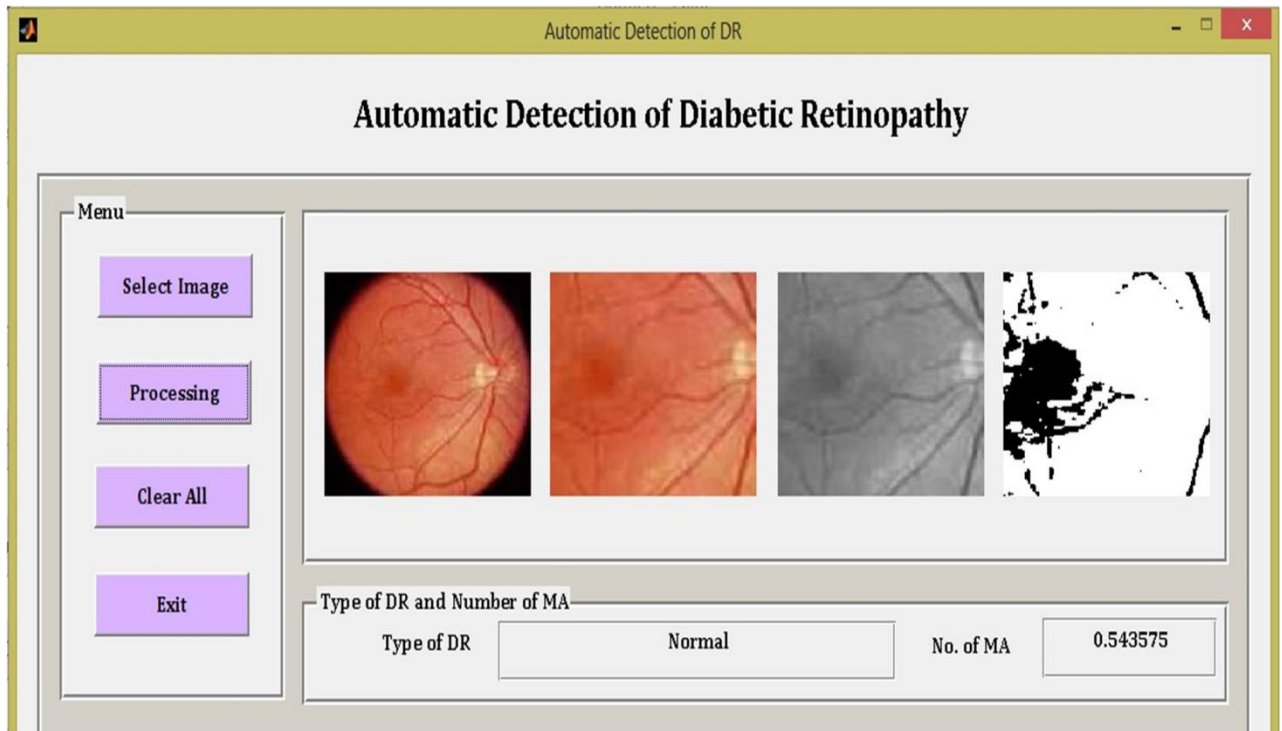 Automatic Detection of DR
Automatic Detection of Diabetic Retinopathy
Menu
Select Image
Processing
Clear All
Exit
Type of DR and Number of MA
Type of DR
Normal
No. of MA
0.543575